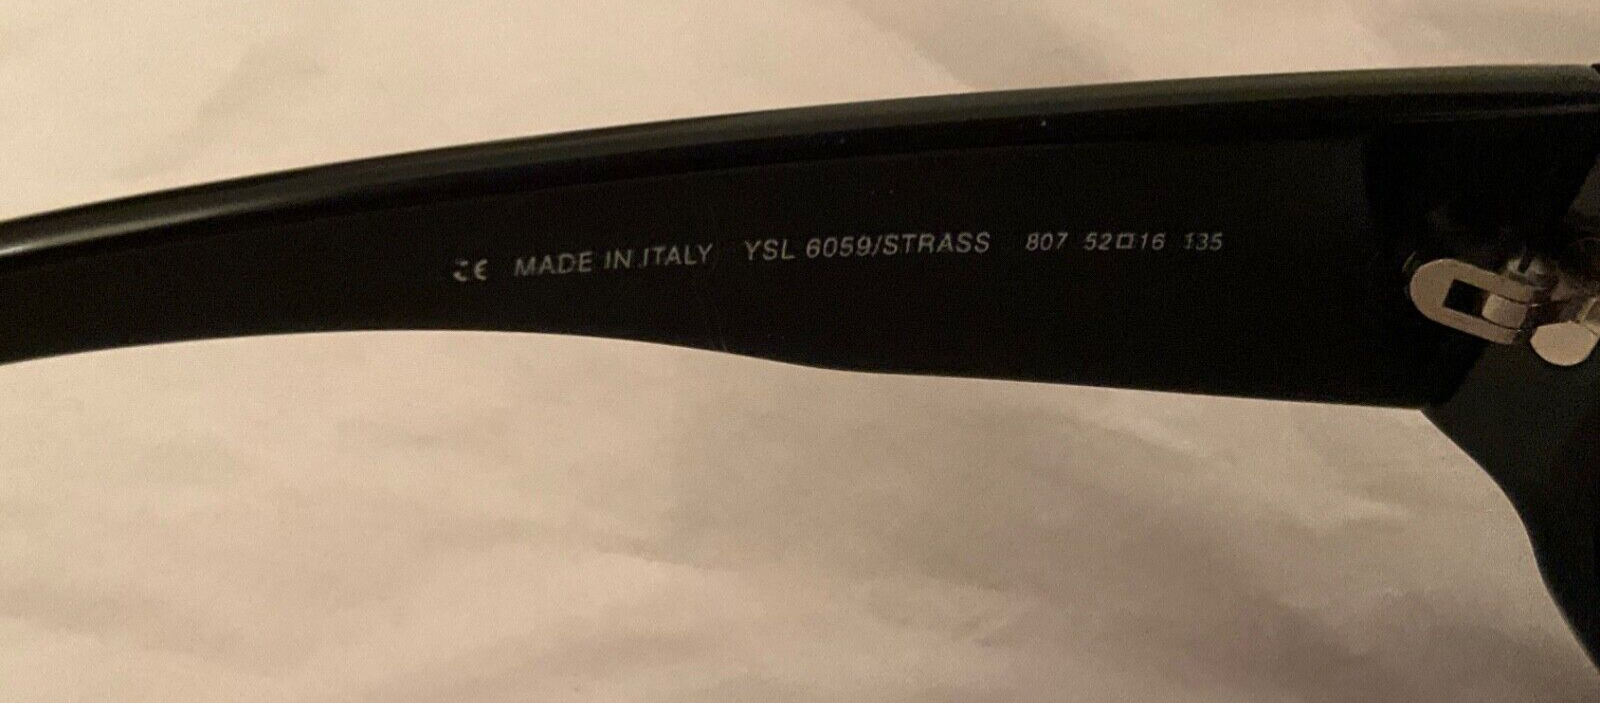 CE MADE IN ITALY YSL 6059/STRASS 807 52□16 135